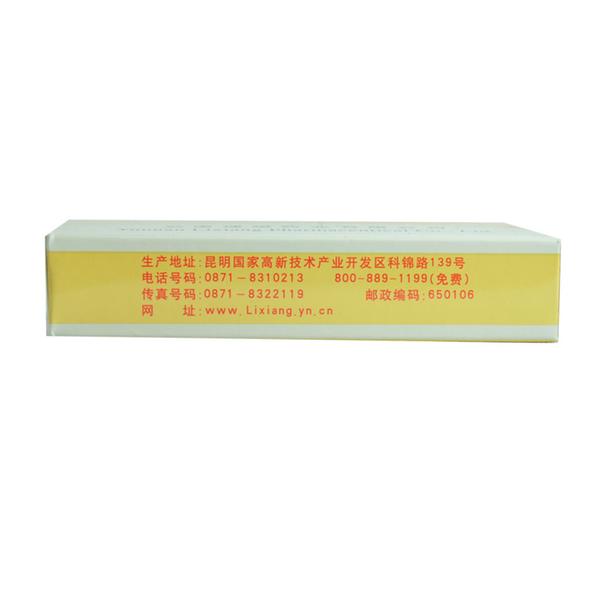 生产地址:昆明国家高新技术产业开发区科锦路139号
电话号码:0871-8310213 800-889-1199(免费)
传真号码:0871-8322119 邮政编码:650106
网 址:www.Lixiang.yn.cn